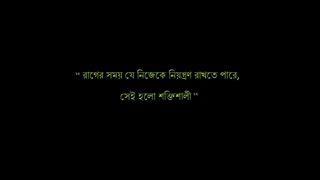 " রাগের সময় যে নিজেকে নিয়ন্ত্রণ রাখতে পারে,
সেই হলো শক্তিশালী "